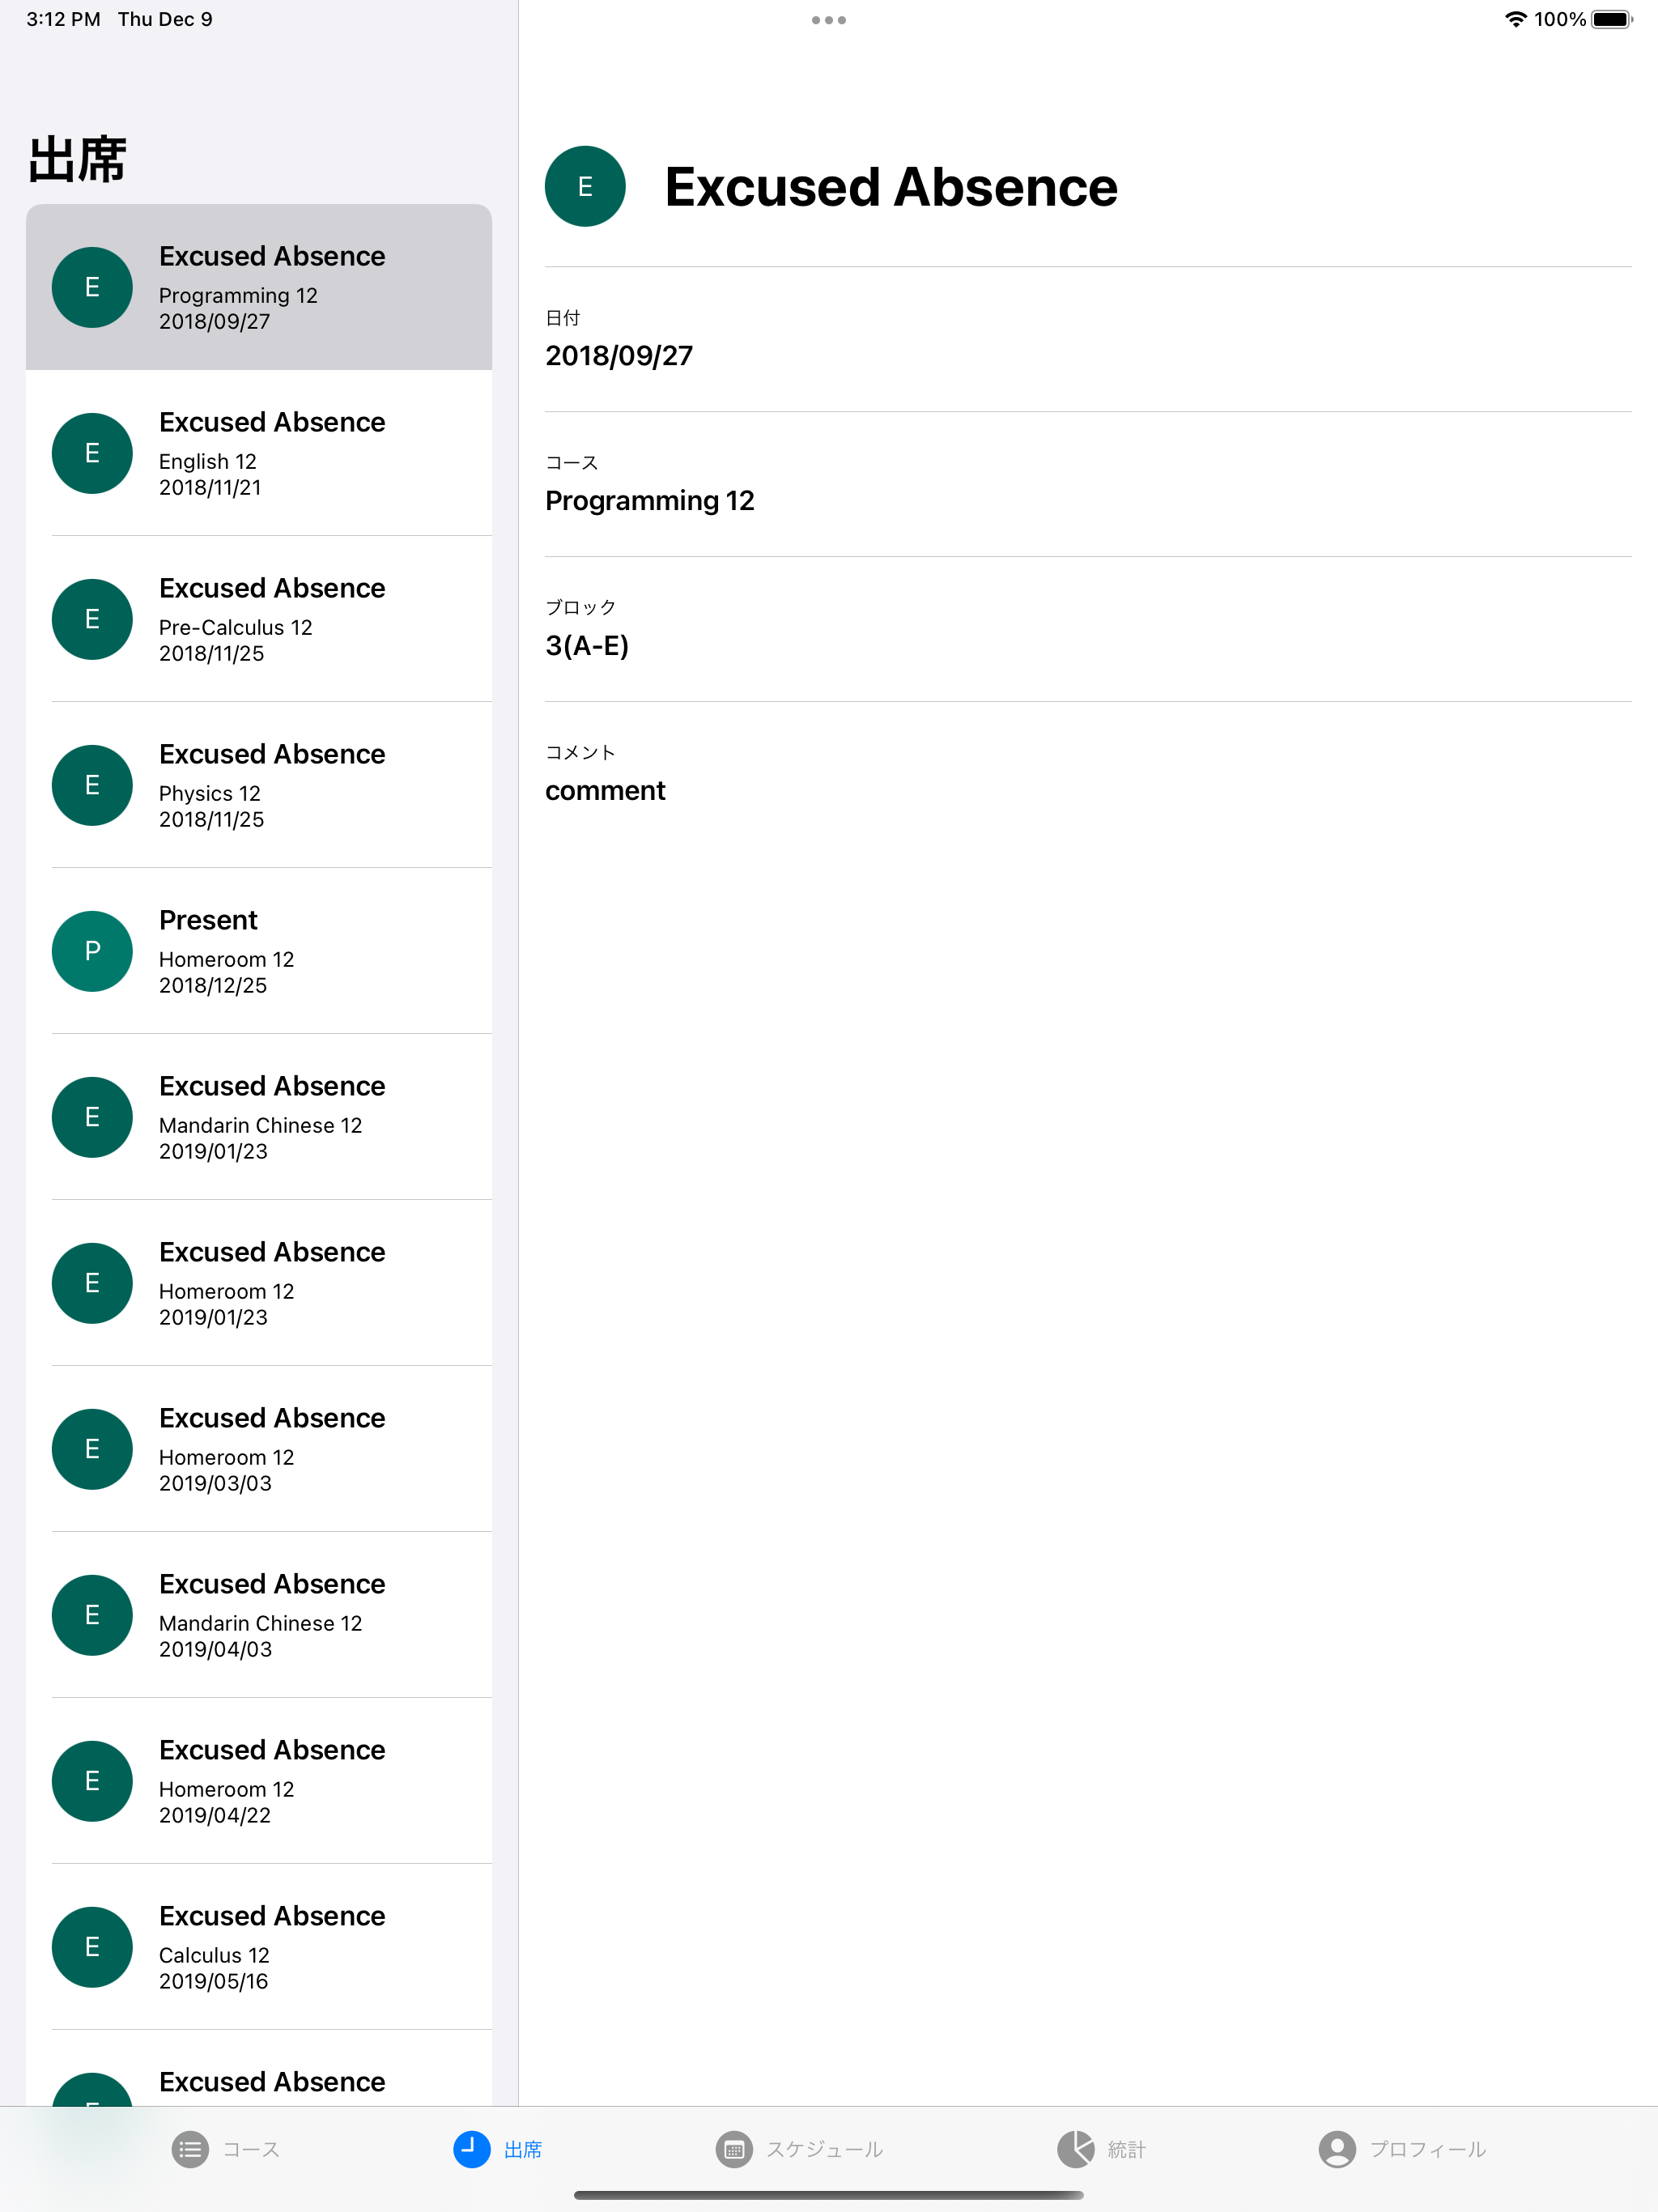 3:12 PM Thu Dec 9
100%
出席
E
Excused Absence
Programming 12
2018/09/27
E
Excused Absence
English 12
2018/11/21
E
Excused Absence
Pre-Calculus 12
2018/11/25
E
Excused Absence
Physics 12
2018/11/25
P
Present
Homeroom 12
2018/12/25
E
Excused Absence
Mandarin Chinese 12
2019/01/23
E
Excused Absence
Homeroom 12
2019/01/23
E
Excused Absence
Homeroom 12
2019/03/03
E
Excused Absence
Mandarin Chinese 12
2019/04/03
E
Excused Absence
Homeroom 12
2019/04/22
E
Excused Absence
Calculus 12
2019/05/16
Excused Absence
E
Excused Absence
日付
2018/09/27
コース
Programming 12
ブロック
3(A-E)
コメント
comment
コース
出席
スケジュール
統計
プロフィール